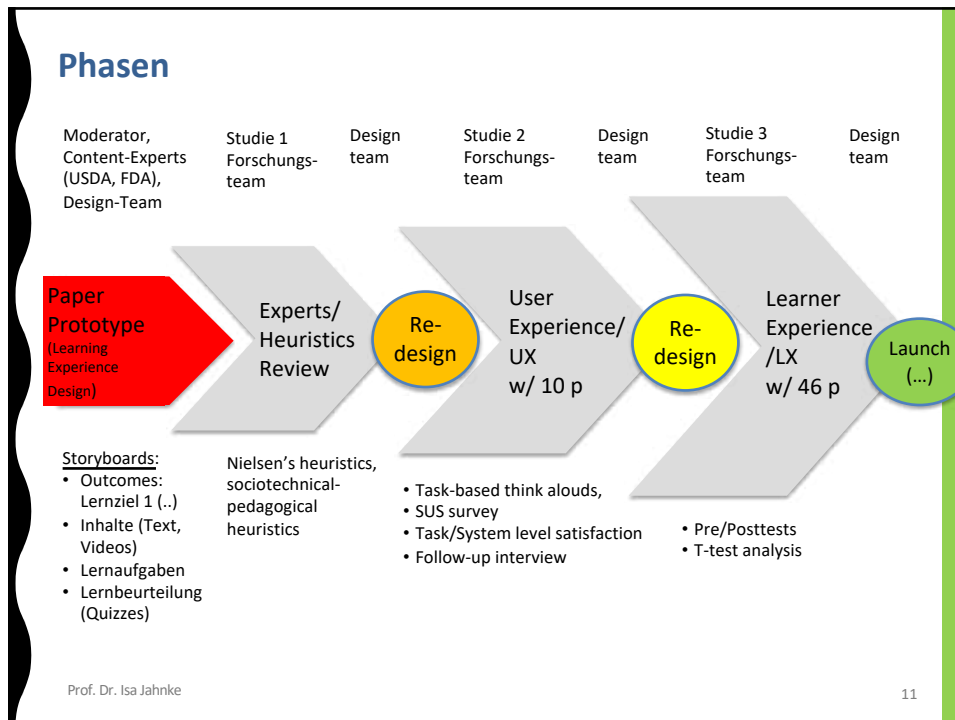 Phasen
Moderator,
Content-Experts
(USDA, FDA),
Design-Team
Studie 1
Forschungs-
team
Design
team
Studie 2
Forschungs-
team
Design
team
Studie 3
Forschungs-
team
Design
team
Paper
Prototype
(Learning
Experience
Design)
Experts/
Heuristics
Review
Re-
design
User
Experience/
UX
w/ 10 p
Re-
design
Learner
Experience
/LX
w/ 46 p
Launch
(...)
Storyboards:
• Outcomes:
Lernziel 1 (..)
• Inhalte (Text,
Videos)
• Lernaufgaben
• Lernbeurteilung
(Quizzes)
Nielsen's heuristics,
sociotechnical-
pedagogical
heuristics
• Task-based think alouds,
• SUS survey
• Task/System level satisfaction
• Follow-up interview
• Pre/Posttests
• T-test analysis
Prof. Dr. Isa Jahnke
11